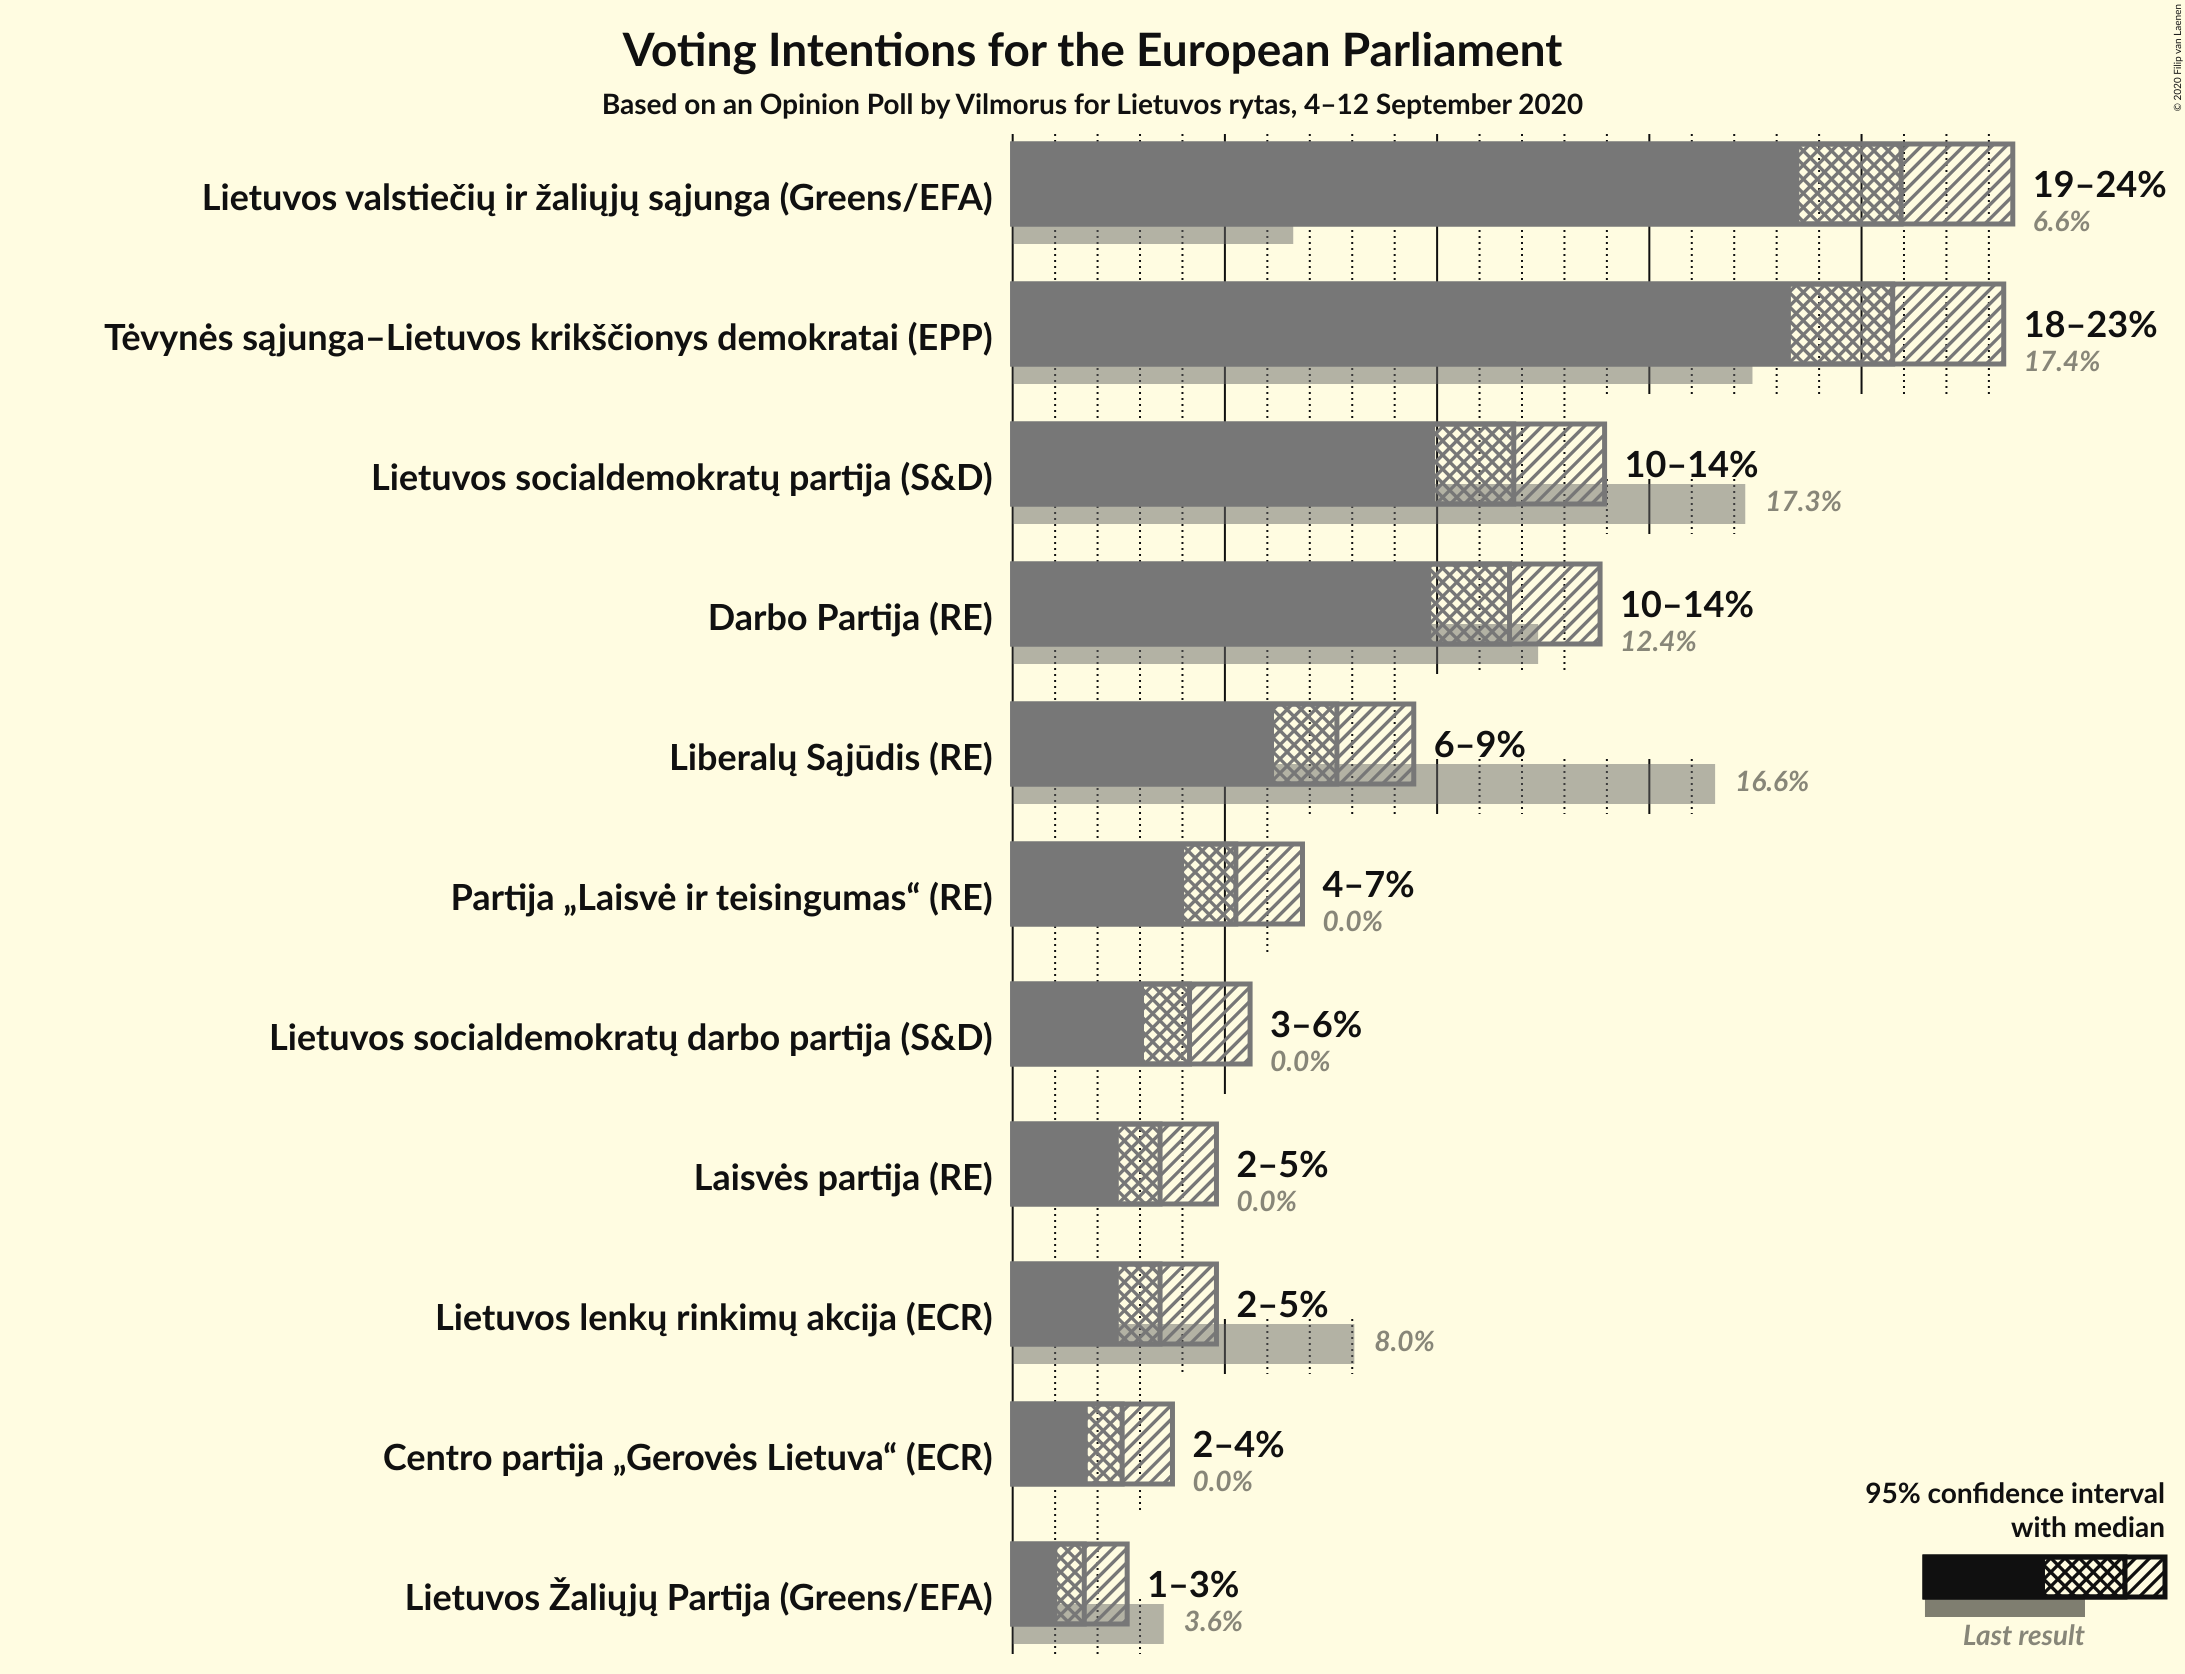 Voting Intentions for the European Parliament
Based on an Opinion Poll by Vilmorus for Lietuvos rytas, 4–12 September 2020
© 2020 Filip van Laenen
Lietuvos valstiečių ir žaliųjų sąjunga (Greens/EFA)
19–24%
6.6%
Tėvynės sąjunga–Lietuvos krikščionys demokratai (EPP)
18–23%
17.4%
Lietuvos socialdemokratų partija (S&D)
10–14%
17.3%
Darbo Partija (RE)
10–14%
12.4%
Liberalų Sąjūdis (RE)
6–9%
16.6%
Partija „Laisvė ir teisingumas“ (RE)
4–7%
0.0%
Lietuvos socialdemokratų darbo partija (S&D)
3–6%
0.0%
Laisvės partija (RE)
2–5%
0.0%
Lietuvos lenkų rinkimų akcija (ECR)
2–5%
8.0%
Centro partija „Gerovės Lietuva“ (ECR)
2–4%
0.0%
Lietuvos Žaliųjų Partija (Greens/EFA)
1–3%
3.6%
95% confidence interval
with median
Last result